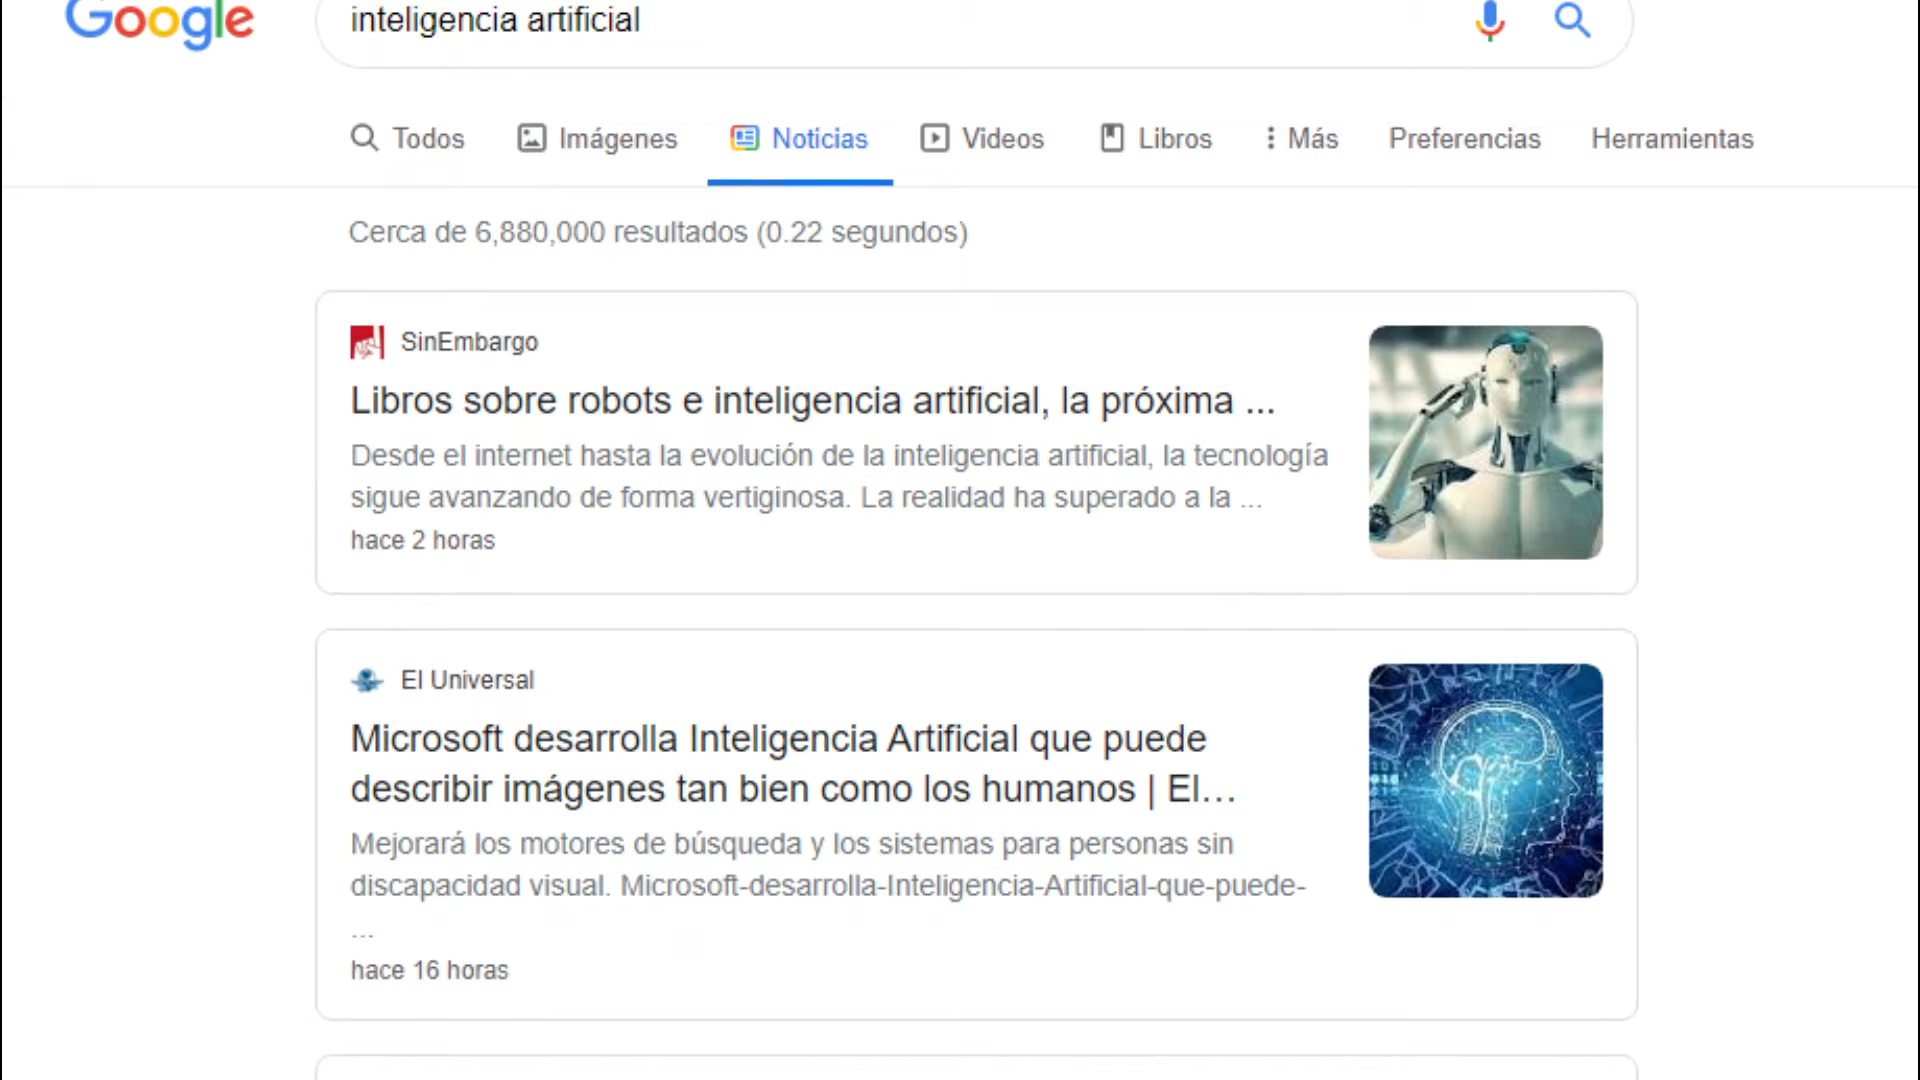 Google
inteligencia artificial
Todos Imágenes Noticias Videos Libros Más Preferencias Herramientas
Cerca de 6,880,000 resultados (0.22 segundos)
SinEmbargo
Libros sobre robots e inteligencia artificial, la próxima ...
Desde el internet hasta la evolución de la inteligencia artificial, la tecnología
sigue avanzando de forma vertiginosa. La realidad ha superado a la ...
hace 2 horas
El Universal
Microsoft desarrolla Inteligencia Artificial que puede
describir imágenes tan bien como los humanos | El...
Mejorará los motores de búsqueda y los sistemas para personas sin
discapacidad visual. Microsoft-desarrolla-Inteligencia-Artificial-que-puede-
...
hace 16 horas